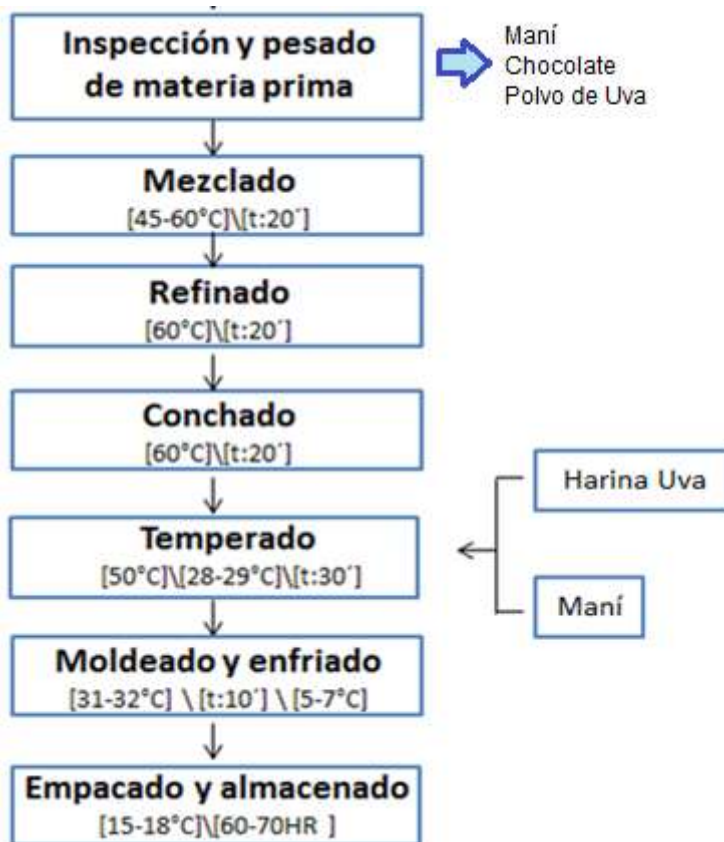 Inspección y pesado
de materia prima
Maní
Chocolate
Polvo de Uva
Mezclado
[45-60°C]\[t:20´]
Refinado
[60°C]\[t:20´]
Conchado
[60°C]\[t:20´]
Harina Uva
Temperado
[50°C]\[28-29°C]\[t:30´]
Maní
Moldeado y enfriado
[31-32°C] \ [t:10´] \ [5-7°C]
Empacado y almacenado
[15-18°C]\[60-70HR ]